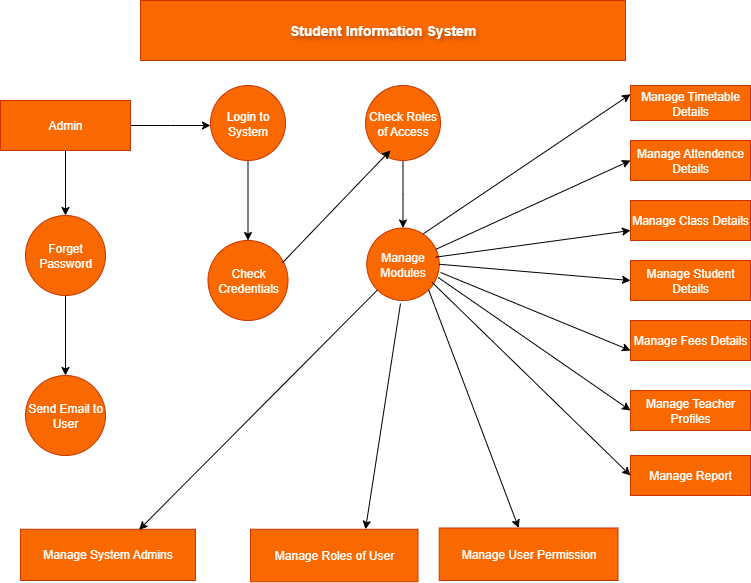 Student Information System
Admin
Login to
System
Check Roles
of Access
Manage Timetable
Details
Manage Attendence
Details
Manage Class Details
Forget
Password
Check
Credentials
Manage
Modules
Manage Student
Details
Manage Fees Details
Send Email to
User
Manage Teacher
Profiles
Manage Report
Manage System Admins
Manage Roles of User
Manage User Permission